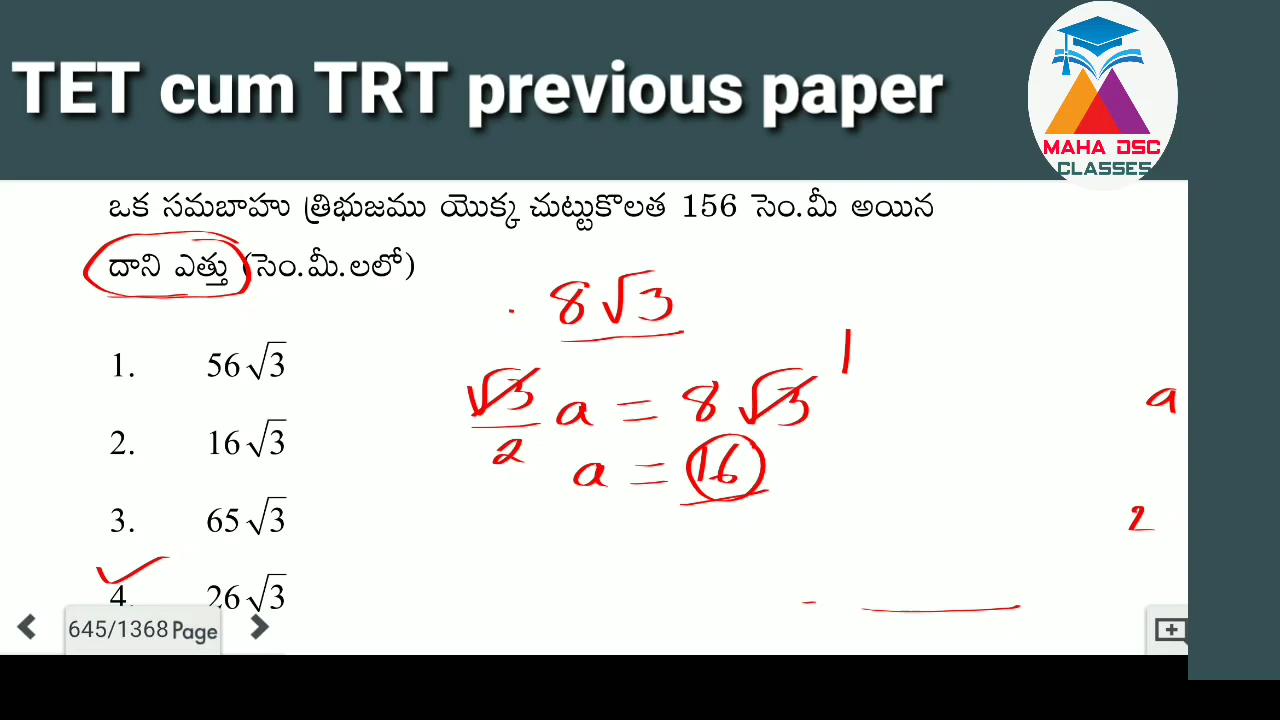 TET cum TRT previous paper
MAHA DSC
CLASSES
ఒక సమబాహు త్రిభుజము యొక్క చుట్టుకొలత 156 సెం.మీ అయిన
దాని ఎత్తు (సెం.మీ.లలో)
8√3
1. 56√3
√3/2 a = 8√3
1
a
2. 16√3
a = 16
3. 65√3
2
4. 26√3
645/1368 Page